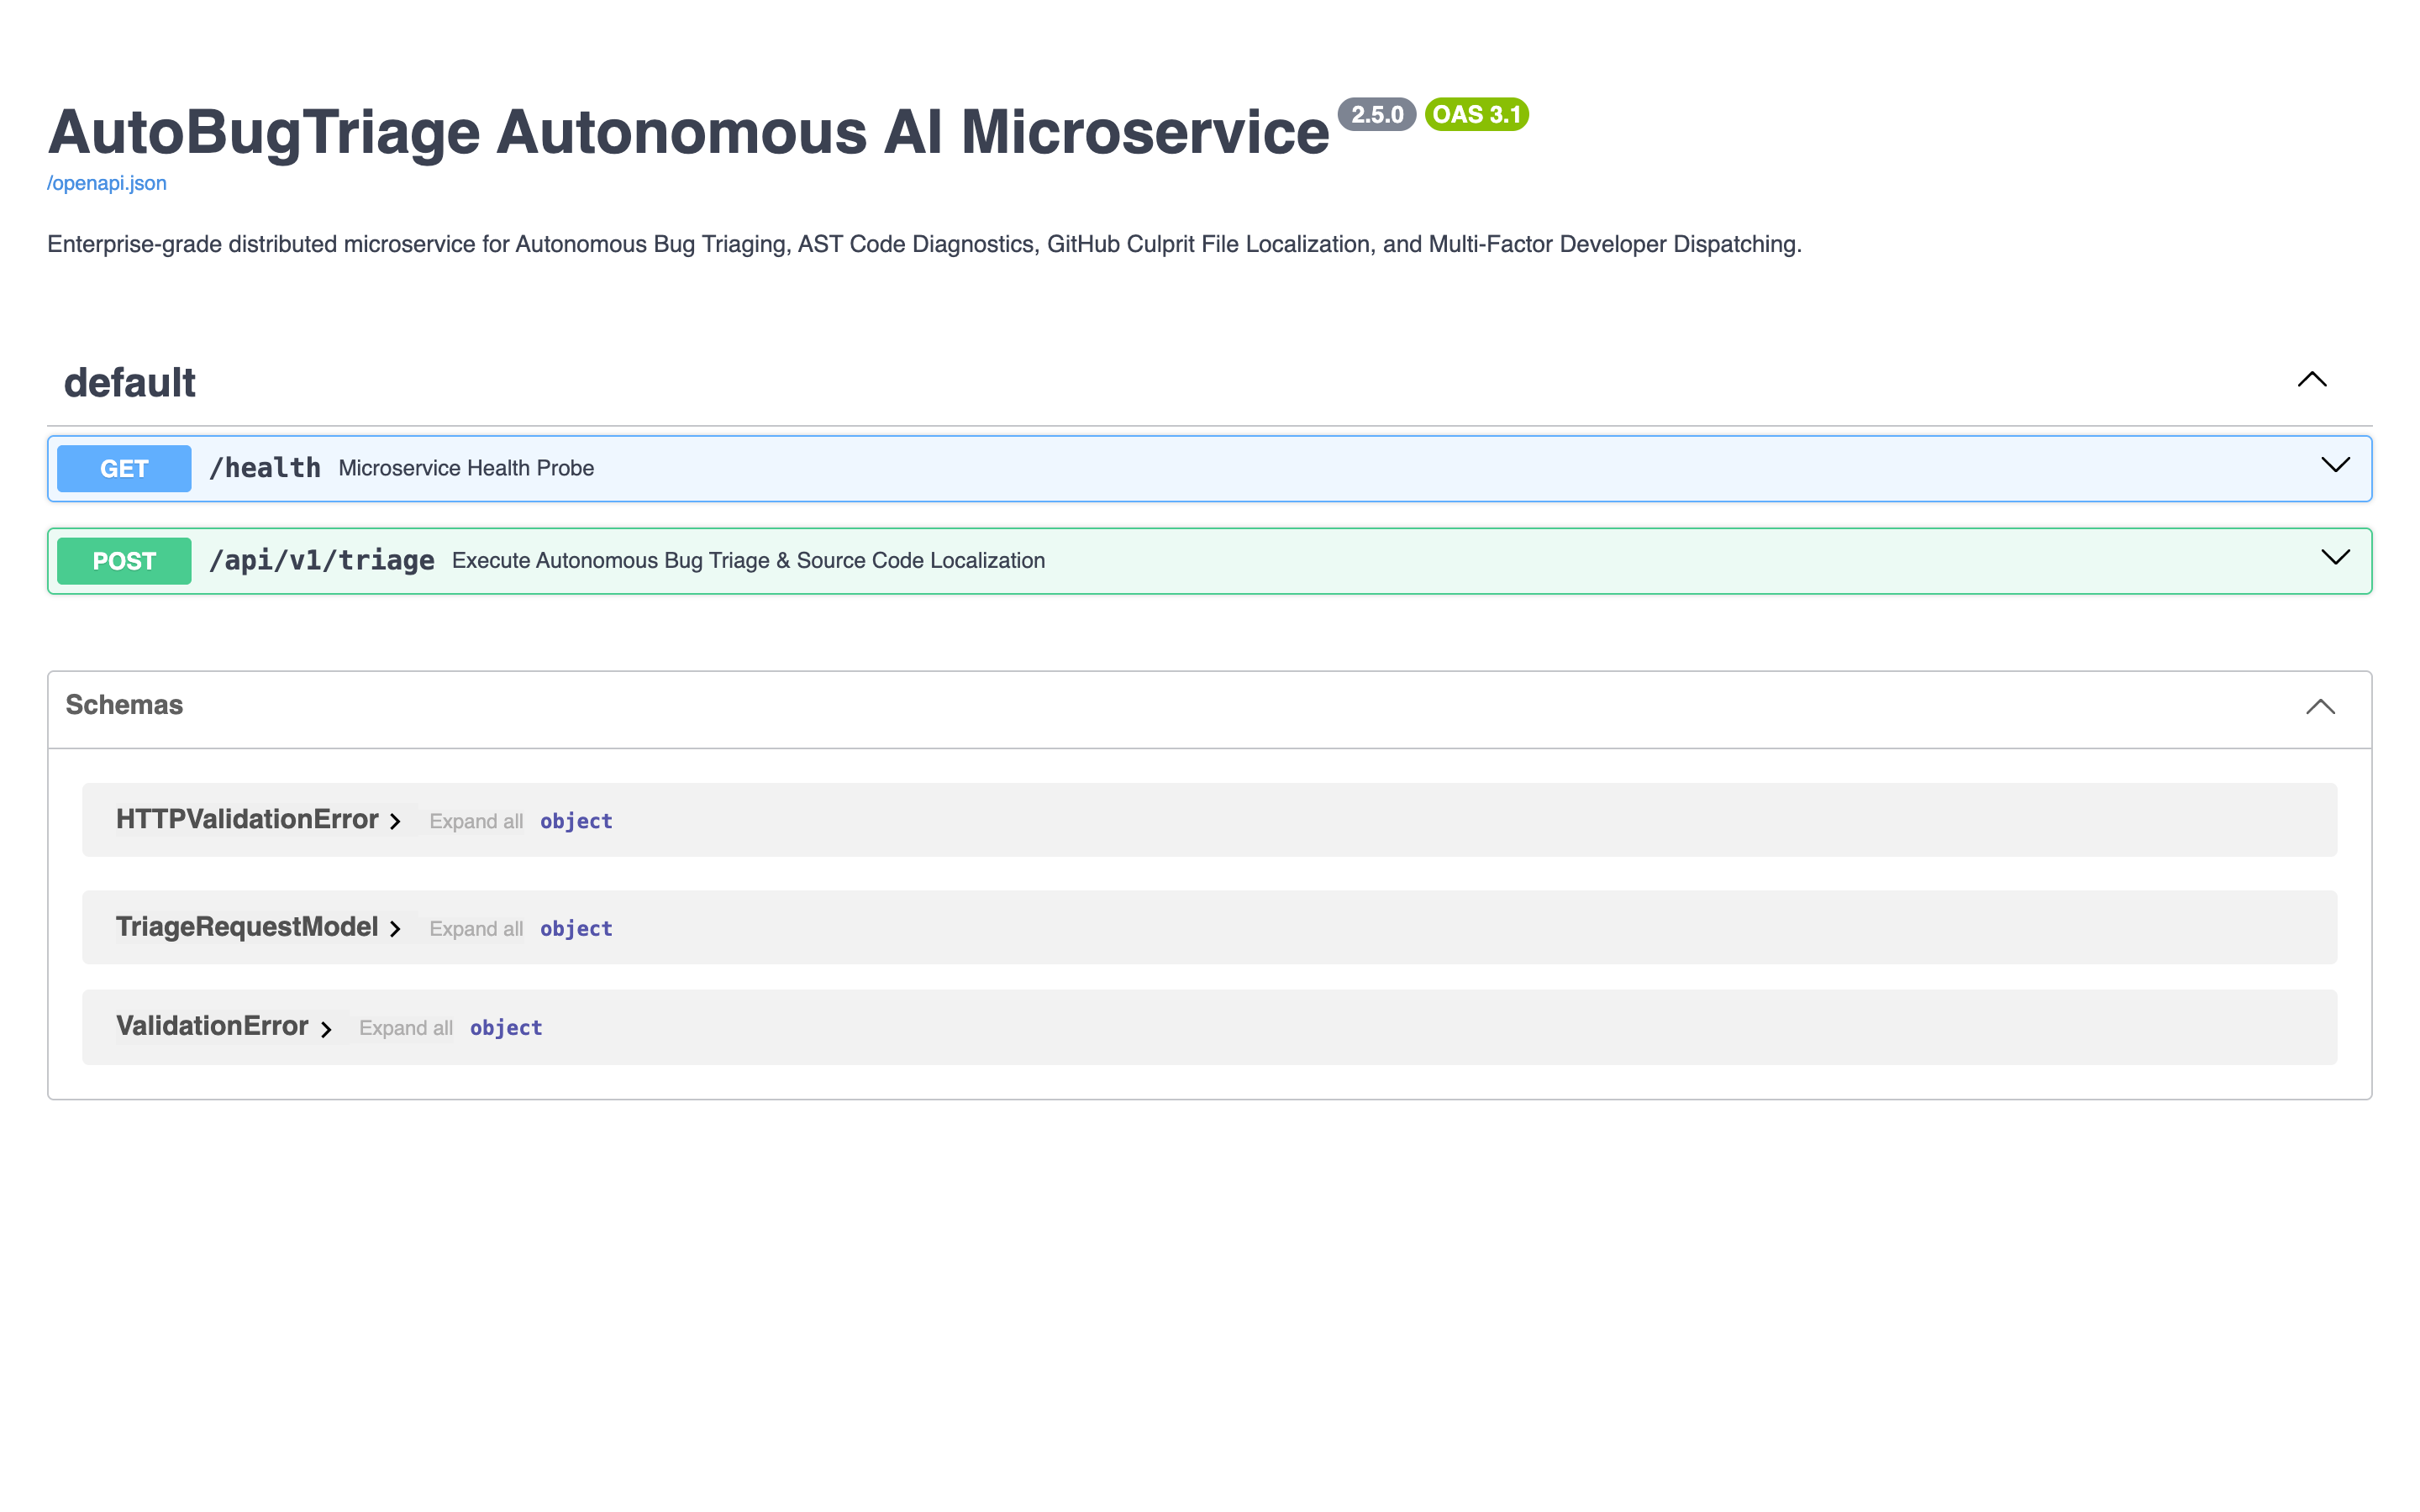 AutoBugTriage Autonomous AI Microservice 2.5.0 OAS 3.1
/openapi.json
Enterprise-grade distributed microservice for Autonomous Bug Triaging, AST Code Diagnostics, GitHub Culprit File Localization, and Multi-Factor Developer Dispatching.
default
GET /health Microservice Health Probe
POST /api/v1/triage Execute Autonomous Bug Triage & Source Code Localization
Schemas
HTTPValidationError Expand all object
TriageRequestModel Expand all object
ValidationError Expand all object